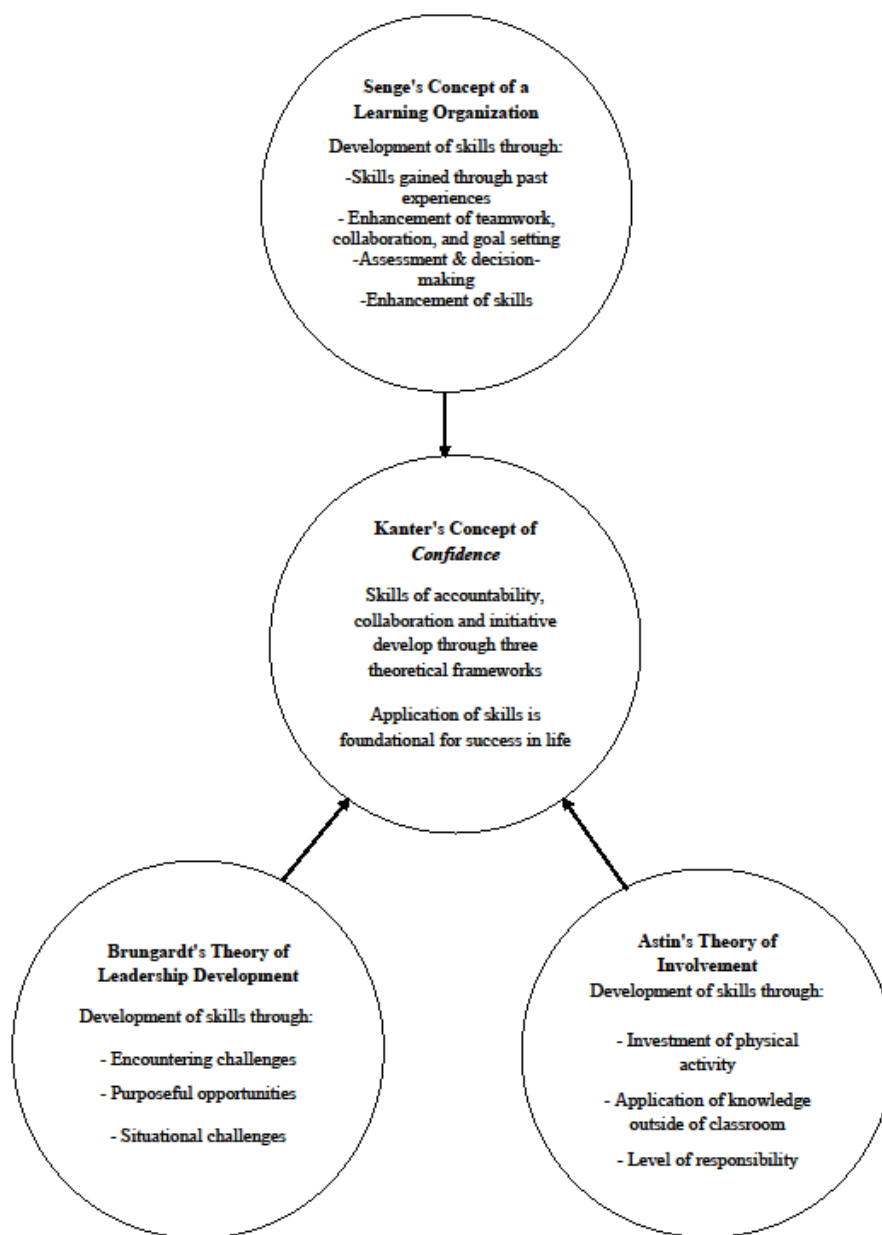 Senge's Concept of a
Learning Organization
Development of skills through:
-Skills gained through past
experiences
- Enhancement of teamwork,
collaboration, and goal setting
-Assessment & decision-
making
-Enhancement of skills
Kanter's Concept of
Confidence
Skills of accountability,
collaboration and initiative
develop through three
theoretical frameworks
Application of skills is
foundational for success in life
Brungardt's Theory of
Leadership Development
Development of skills through:
- Encountering challenges
- Purposeful opportunities
- Situational challenges
Astin's Theory of
Involvement
Development of skills through:
- Investment of physical
activity
- Application of knowledge
outside of classroom
- Level of responsibility